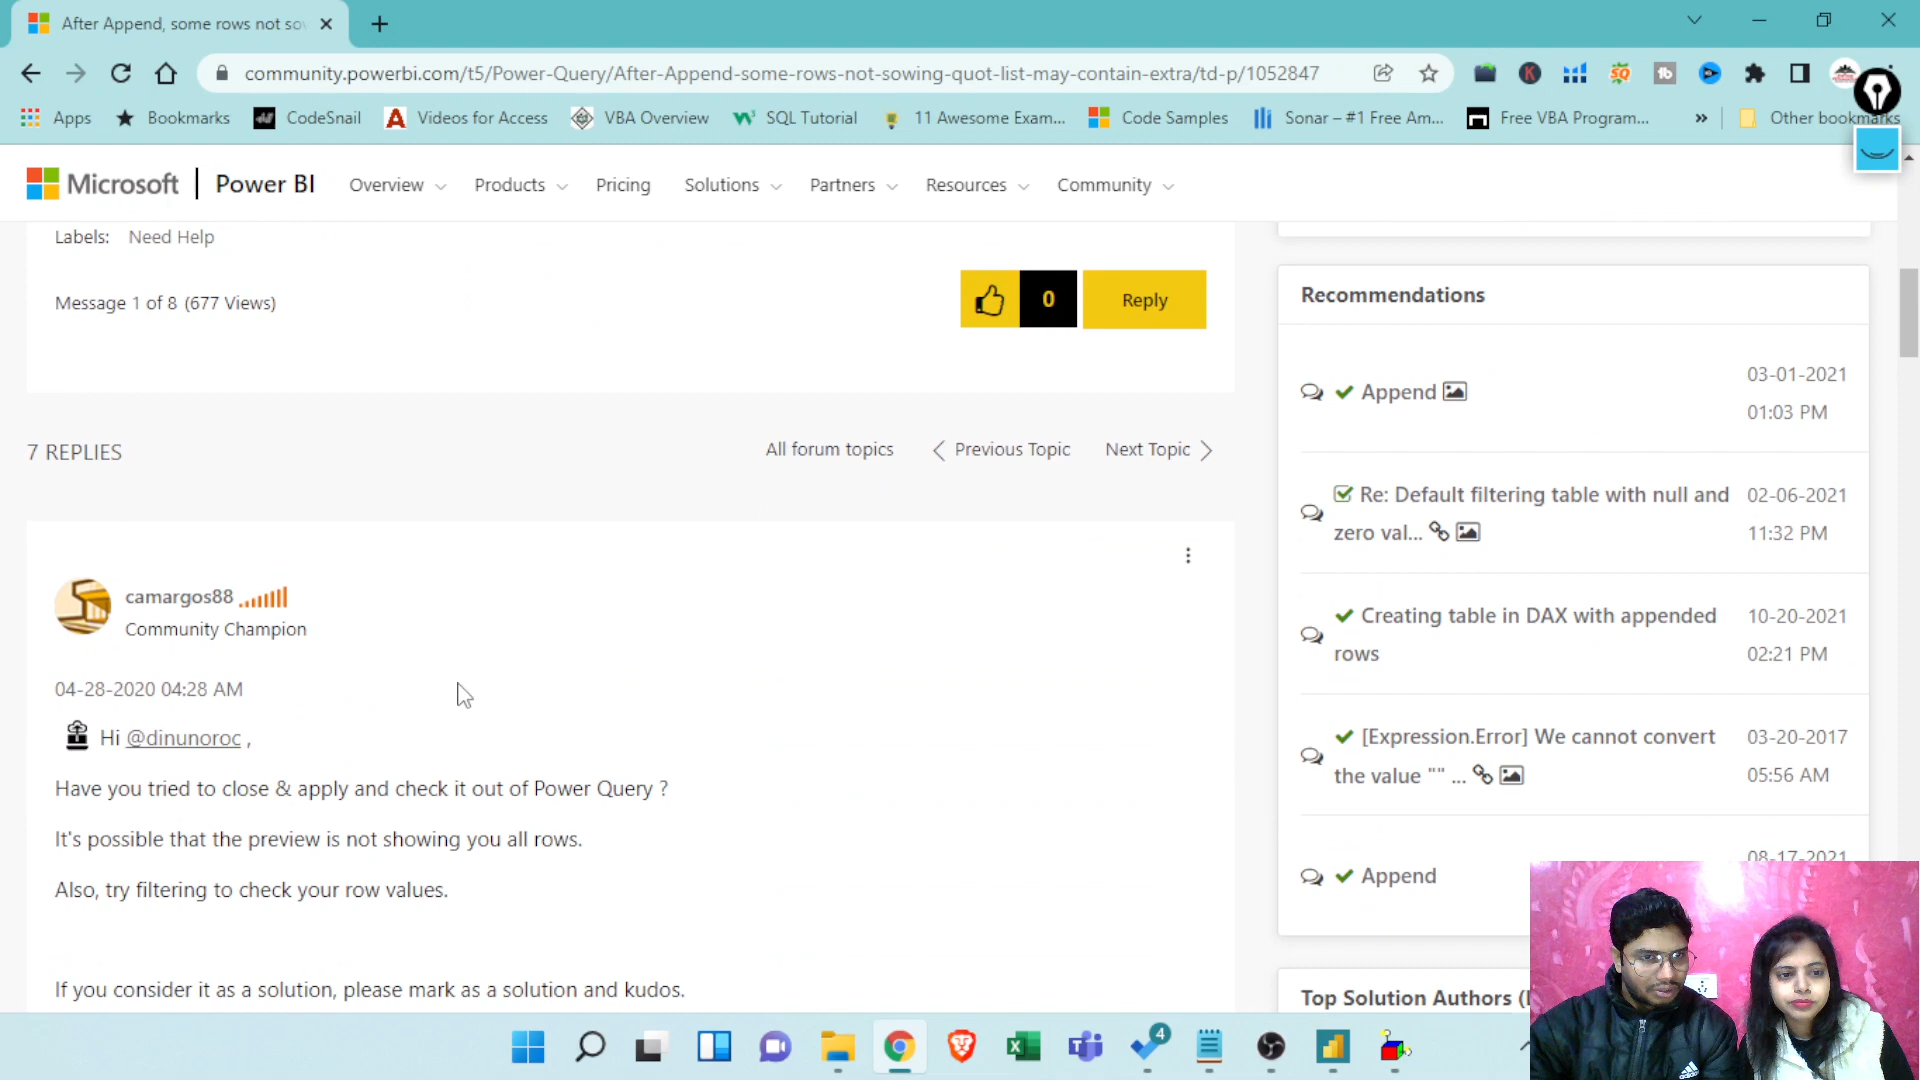 After Append, some rows not so
community.powerbi.com/t5/Power-Query/After-Append-some-rows-not-sowing-quot-list-may-contain-extra/td-p/1052847
Apps
Bookmarks
CodeSnail
Videos for Access
VBA Overview
SQL Tutorial
11 Awesome Exam...
Code Samples
Sonar – #1 Free Am...
Free VBA Program...
»
Other bookmarks
Microsoft | Power BI
Overview
Products
Pricing
Solutions
Partners
Resources
Community
Labels: Need Help
Message 1 of 8 (677 Views)
0
Reply
7 REPLIES
All forum topics
Previous Topic
Next Topic
camargos88
Community Champion
04-28-2020 04:28 AM
Hi @dinunoroc ,
Have you tried to close & apply and check it out of Power Query ?
It's possible that the preview is not showing you all rows.
Also, try filtering to check your row values.
If you consider it as a solution, please mark as a solution and kudos.
Recommendations
Append
03-01-2021
01:03 PM
Re: Default filtering table with null and
zero val...
02-06-2021
11:32 PM
Creating table in DAX with appended
rows
10-20-2021
02:21 PM
[Expression.Error] We cannot convert
the value "" ...
03-20-2017
05:56 AM
Append
08-17-2021
Top Solution Authors (
4